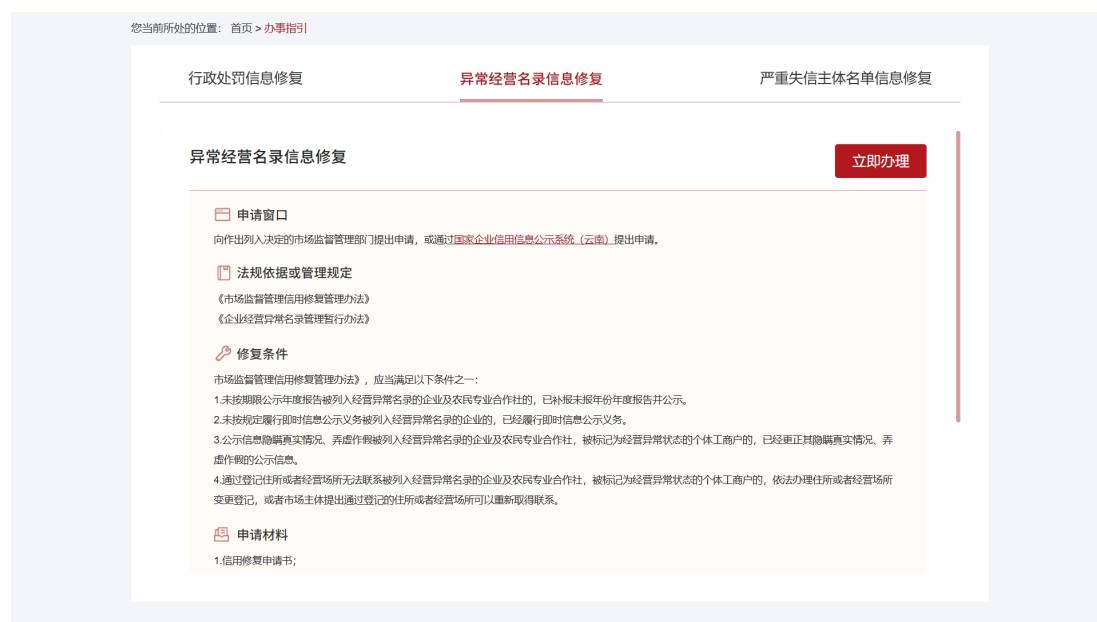 您当前所处的位置： 首页 > 办事指引
行政处罚信息修复
异常经营名录信息修复
严重失信主体名单信息修复
异常经营名录信息修复
立即办理
申请窗口
向作出列入决定的市场监督管理部门提出申请，或通过国家企业信用信息公示系统（云南）提出申请。
法规依据或管理规定
《市场监督管理信用修复管理办法》
《企业经营异常名录管理暂行办法》
修复条件
市场监督管理信用修复管理办法》，应当满足以下条件之一：
1.未按期限公示年度报告被列入经营异常名录的企业及农民专业合作社的，已补报未报年份年度报告并公示。
2.未按规定履行即时信息公示义务被列入经营异常名录的企业的，已经履行即时信息公示义务。
3.公示信息隐瞒真实情况、弄虚作假被列入经营异常名录的企业及农民专业合作社，被标记为经营异常状态的个体工商户的，已经更正其隐瞒真实情况、弄
虚作假的公示信息。
4.通过登记住所或者经营场所无法联系被列入经营异常名录的企业及农民专业合作社，被标记为经营异常状态的个体工商户的，依法办理住所或者经营场所
变更登记，或者市场主体提出通过登记的住所或者经营场所可以重新取得联系。
申请材料
1.信用修复申请书；